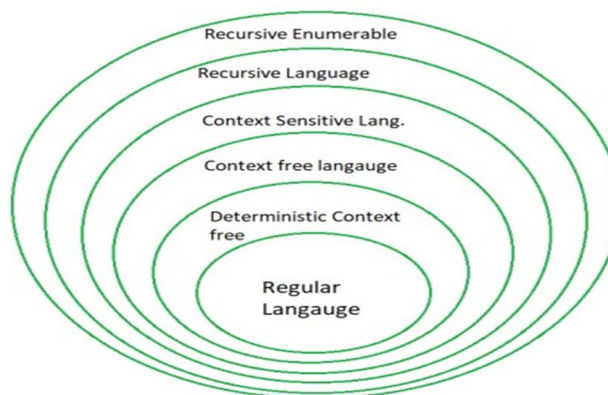 Recursive Enumerable
Recursive Language
Context Sensitive Lang.
Context free langauge
Deterministic Context
free
Regular
Langauge